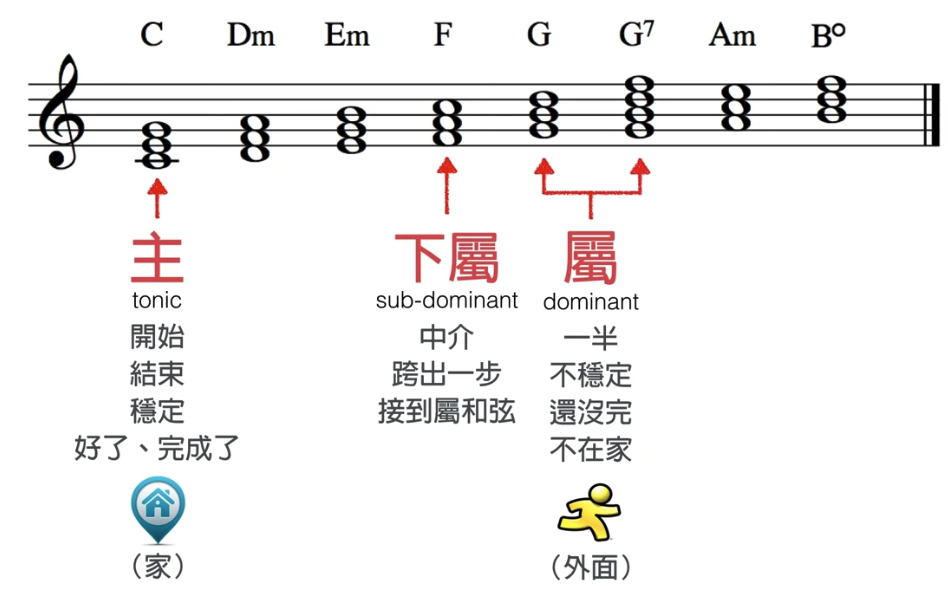 C Dm Em F G G⁷ Am B°
主 下屬 屬
tonic sub-dominant dominant
開始 中介 一半
結束 跨出一步 不穩定
穩定 接到屬和弦 還沒完
好了、完成了 不在家
（家） （外面）